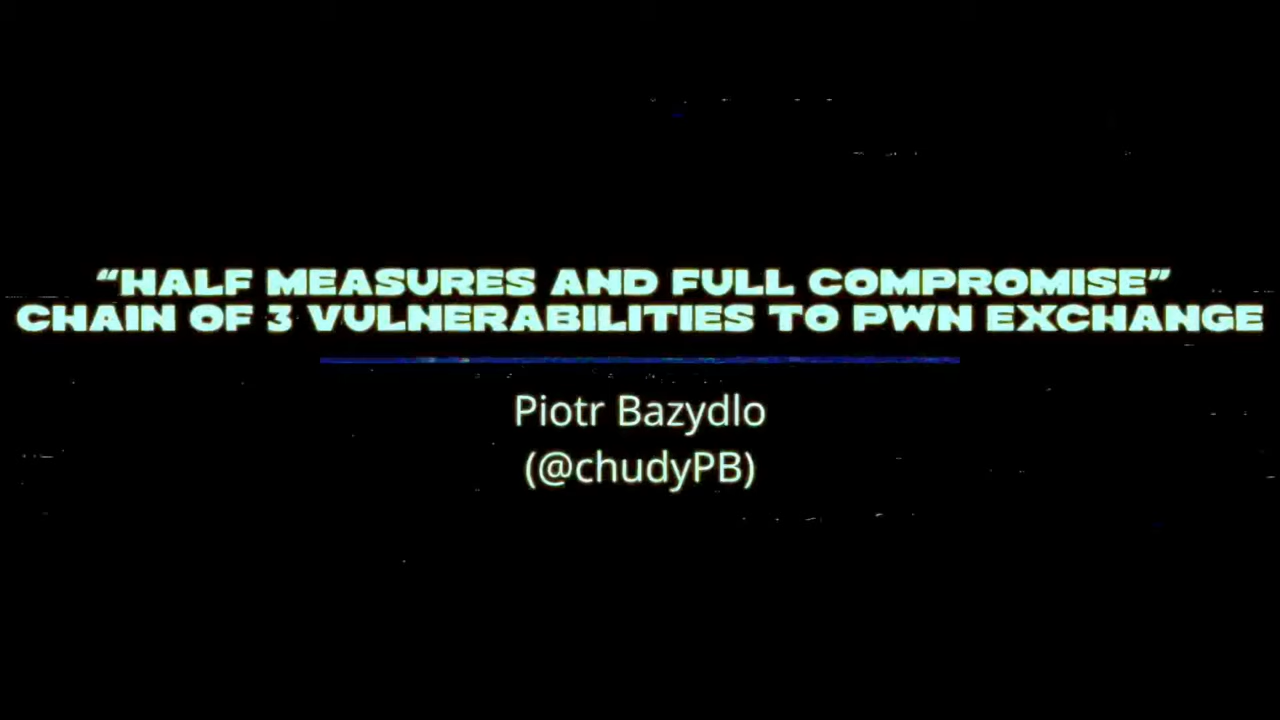 “HALF MEASURES AND FULL COMPROMISE”
CHAIN OF 3 VULNERABILITIES TO PWN EXCHANGE
Piotr Bazydlo
(@chudyPB)